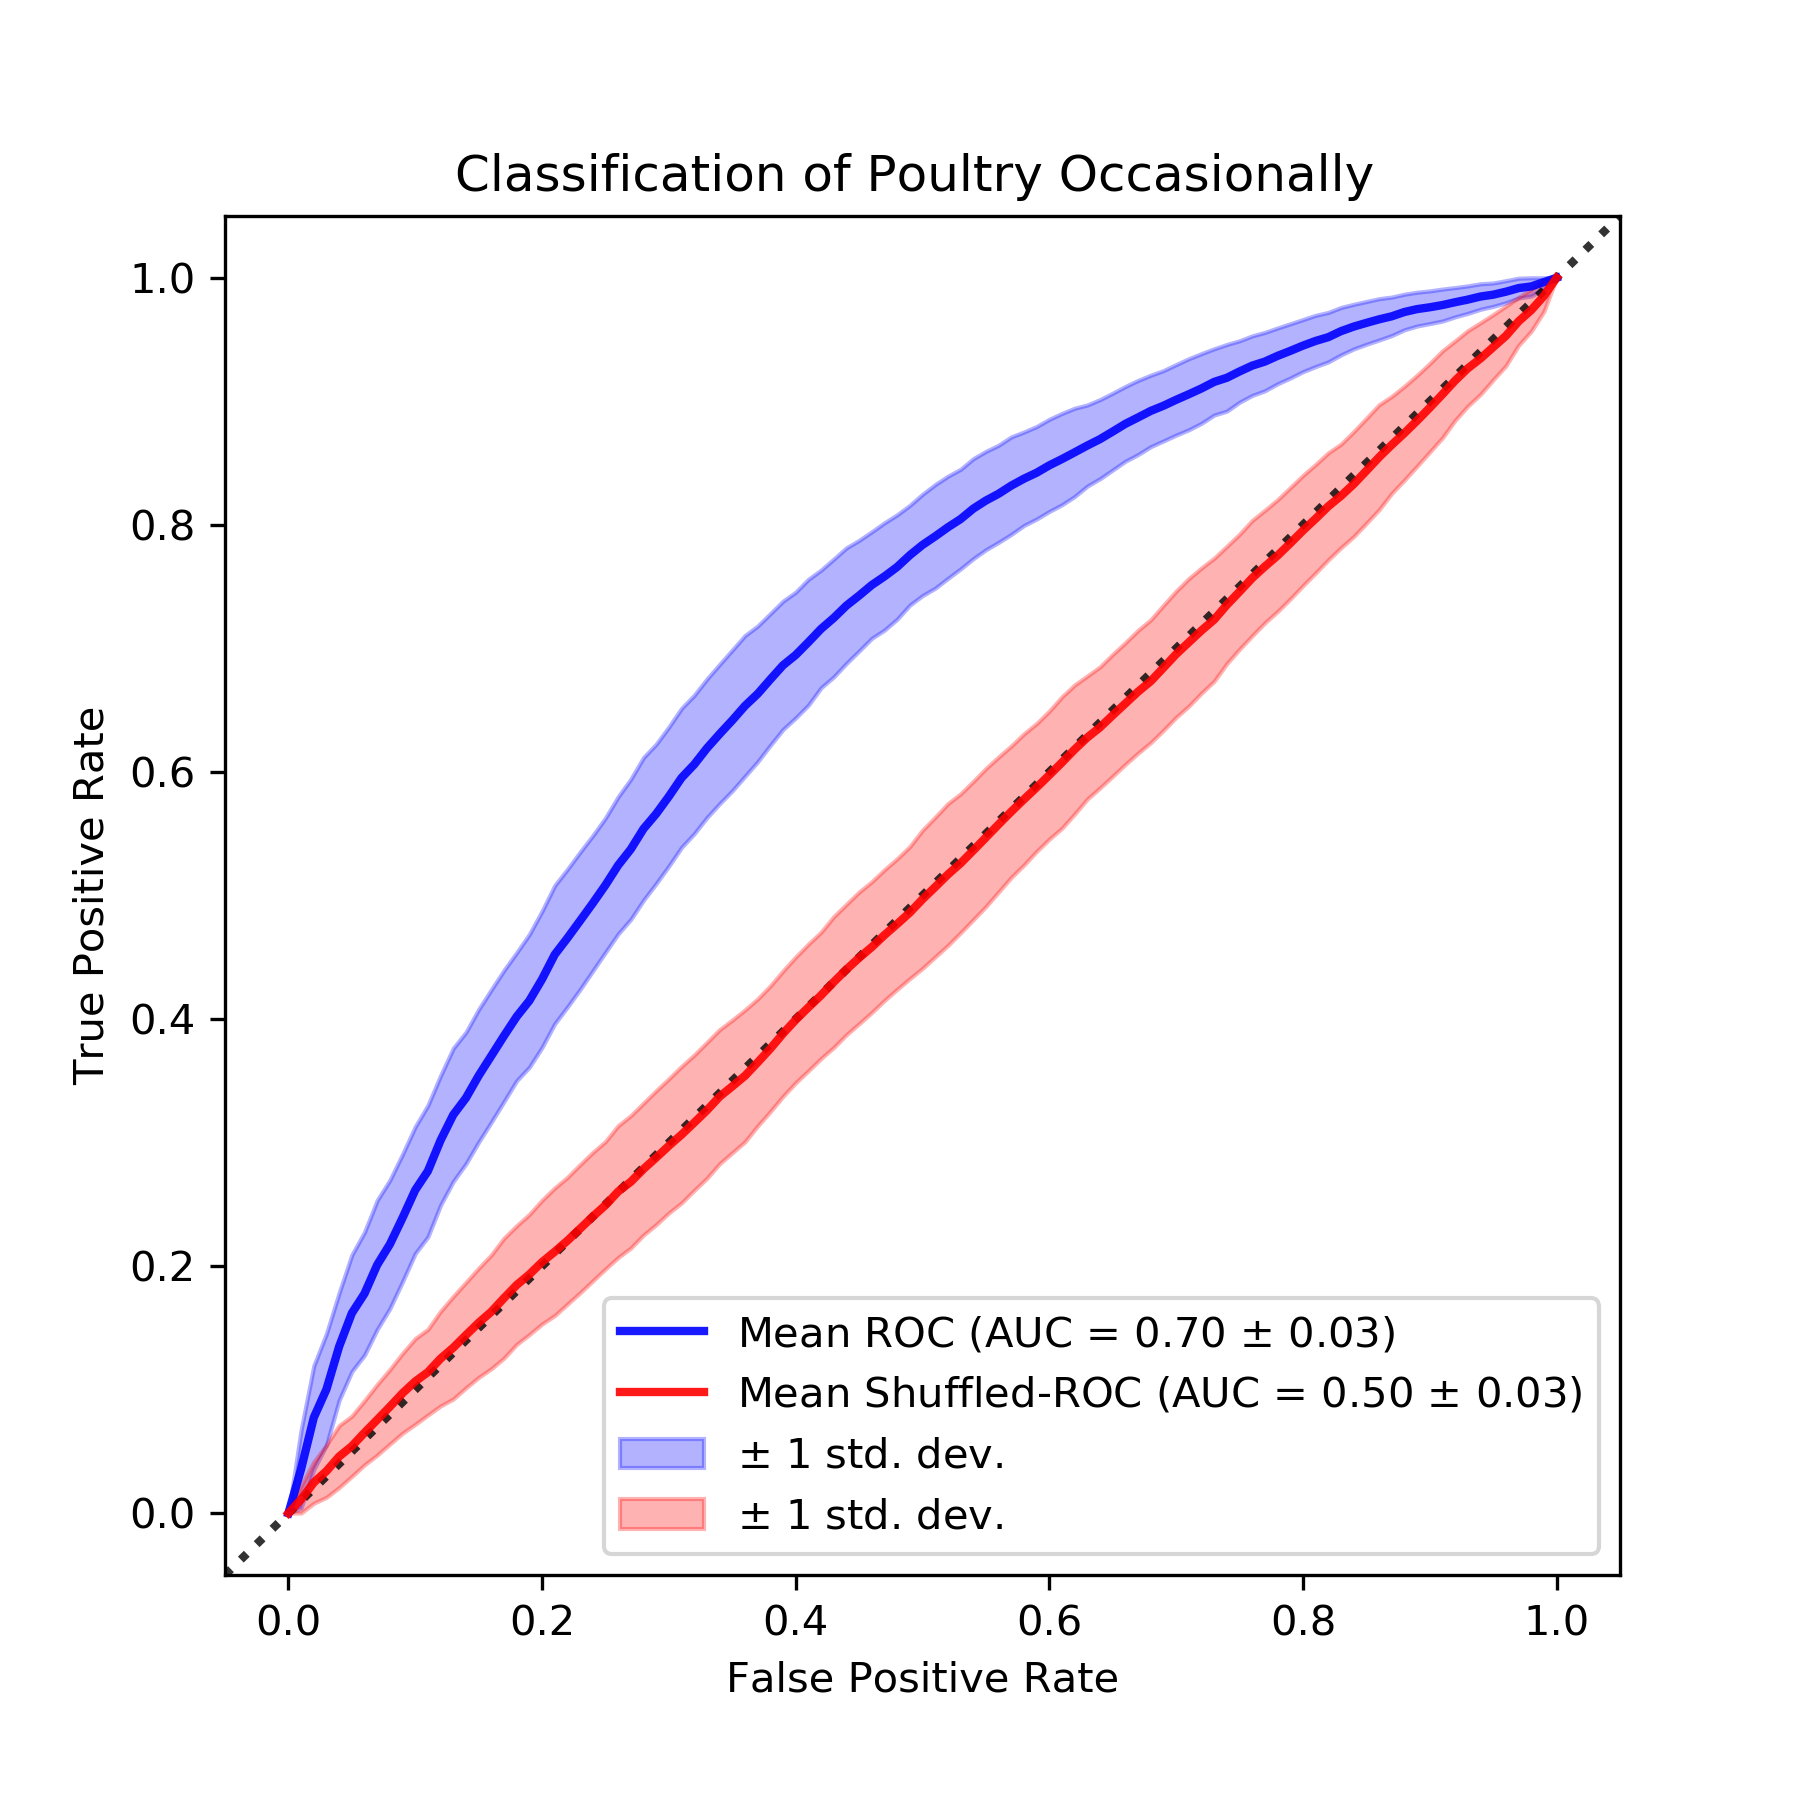 Classification of Poultry Occasionally
1.0
0.8
0.6
0.4
0.2
0.0
True Positive Rate
Mean ROC (AUC = 0.70 ± 0.03)
Mean Shuffled-ROC (AUC = 0.50 ± 0.03)
± 1 std. dev.
± 1 std. dev.
0.0 0.2 0.4 0.6 0.8 1.0
False Positive Rate